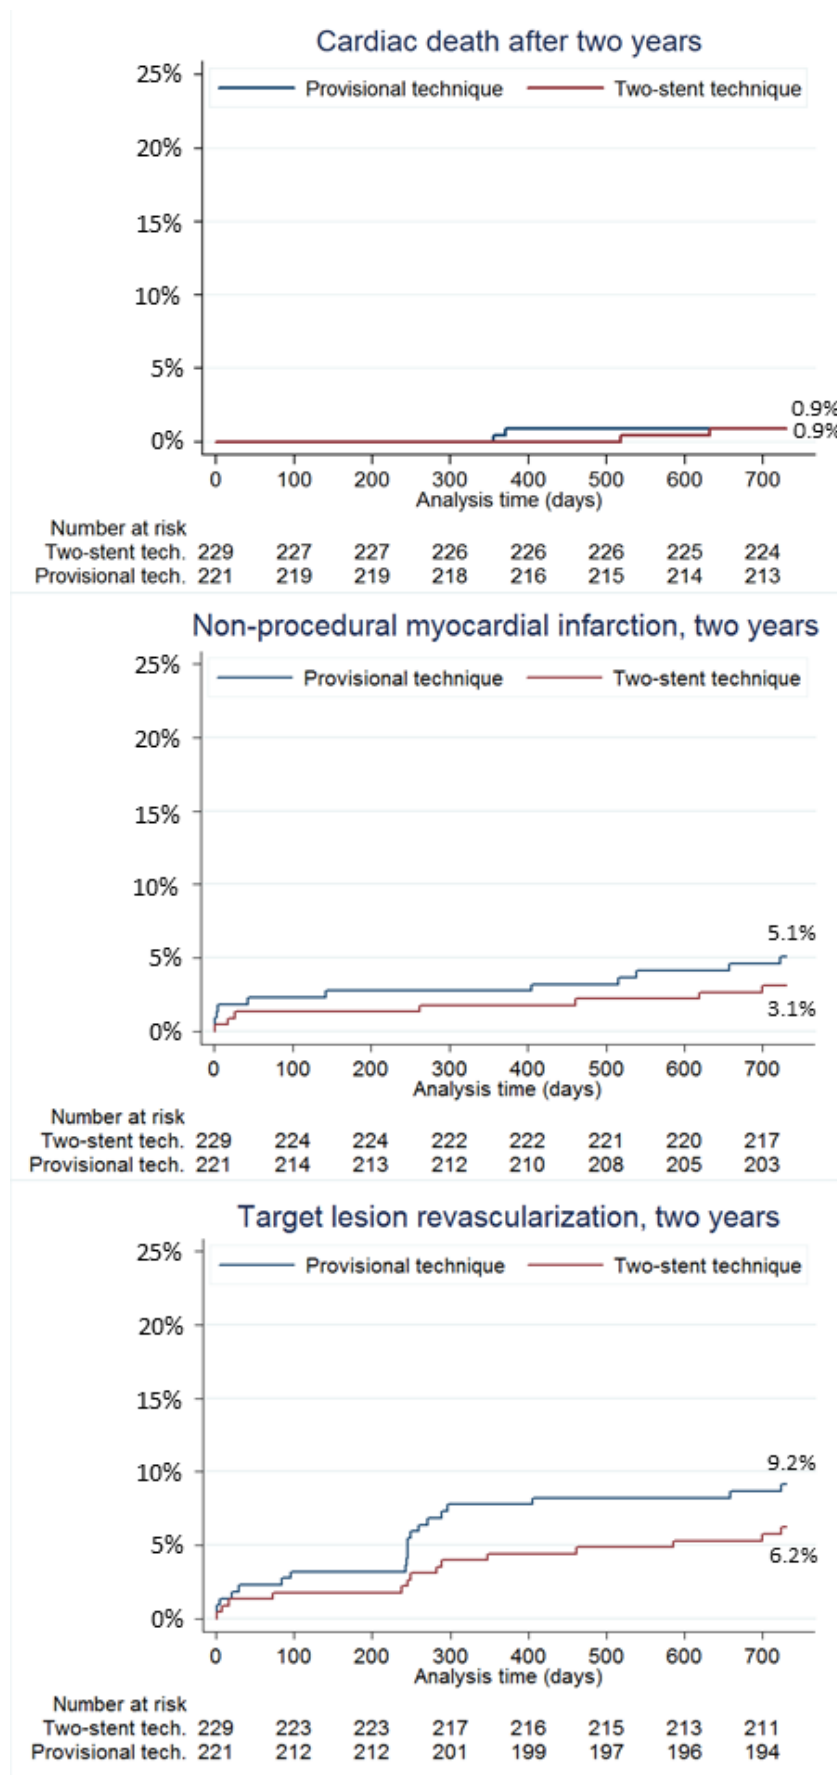 Cardiac death after two years
25%
Provisional technique Two-stent technique
20%
15%
10%
5%
0%
0.9%
0.9%
0 100 200 300 400 500 600 700
Analysis time (days)
Number at risk
Two-stent tech. 229 227 227 226 226 226 225 224
Provisional tech. 221 219 219 218 216 215 214 213
Non-procedural myocardial infarction, two years
25%
Provisional technique Two-stent technique
20%
15%
10%
5%
0%
5.1%
3.1%
0 100 200 300 400 500 600 700
Analysis time (days)
Number at risk
Two-stent tech. 229 224 224 222 222 221 220 217
Provisional tech. 221 214 213 212 210 208 205 203
Target lesion revascularization, two years
25%
Provisional technique Two-stent technique
20%
15%
10%
5%
0%
9.2%
6.2%
0 100 200 300 400 500 600 700
Analysis time (days)
Number at risk
Two-stent tech. 229 223 223 217 216 215 213 211
Provisional tech. 221 212 212 201 199 197 196 194